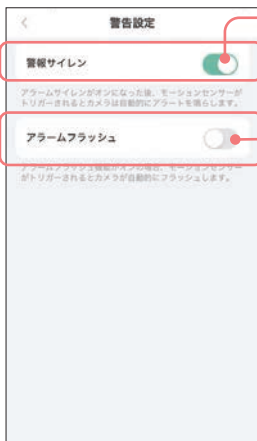 警告設定
警報サイレン
アラームサイレンがオンになった後、モーションセンサーが
トリガーされるとカメラは自動的にアラートを鳴らします。
アラームフラッシュ
アラームフラッシュ機能がオンの場合、モーションセンサー
がトリガーされるとカメラが自動的にフラッシュします。